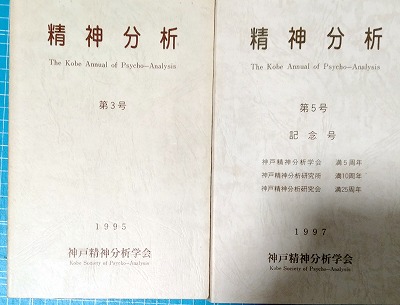 精神分析
The Kobe Annual of Psycho—Analysis
第3号
1995
神戸精神分析学会
Kobe Society of Psycho—Analysis
精神分析
The Kobe Annual of Psycho—Analysis
第5号
記念号
神戸精神分析学会 満5周年
神戸精神分析研究所 満10周年
神戸精神分析研究会 満25周年
1997
神戸精神分析学会
Kobe Society of Psycho—Analysis